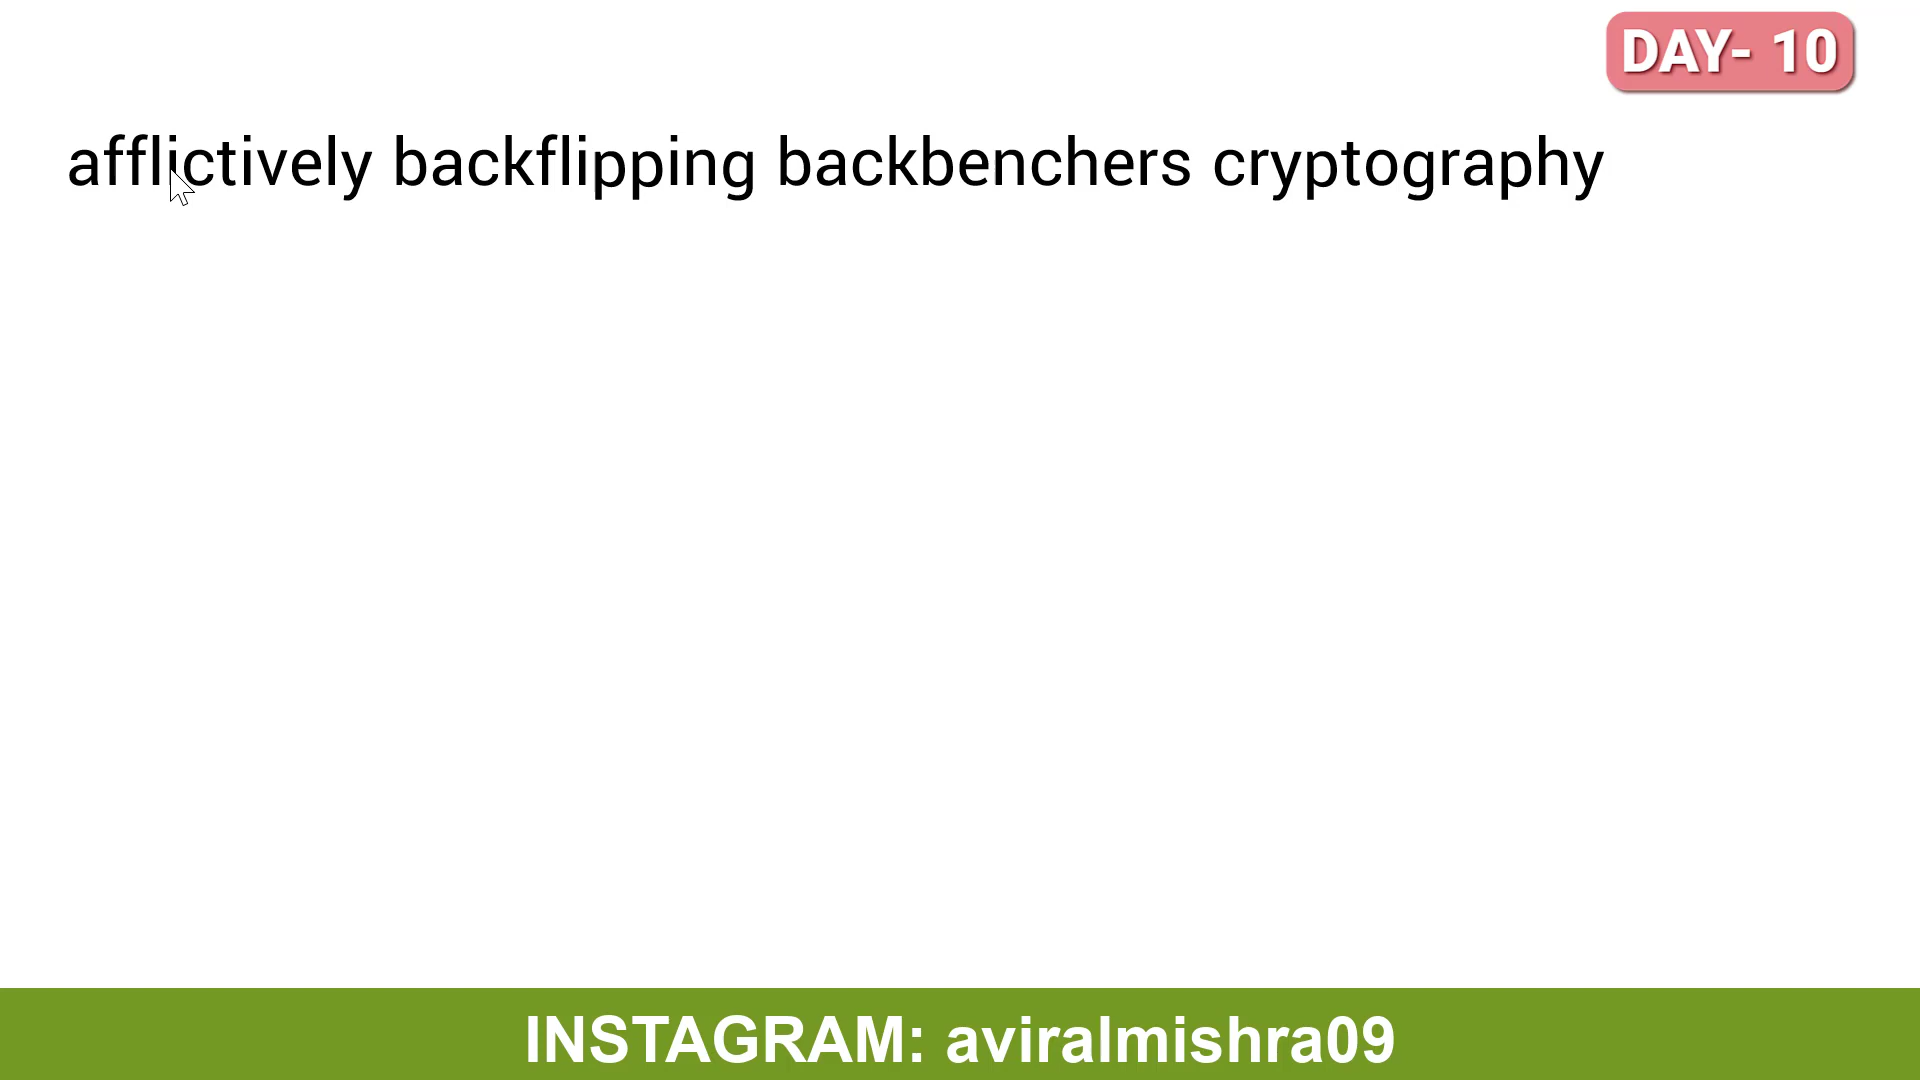 DAY- 10
afflictively backflipping backbenchers cryptography
INSTAGRAM: aviralmishra09